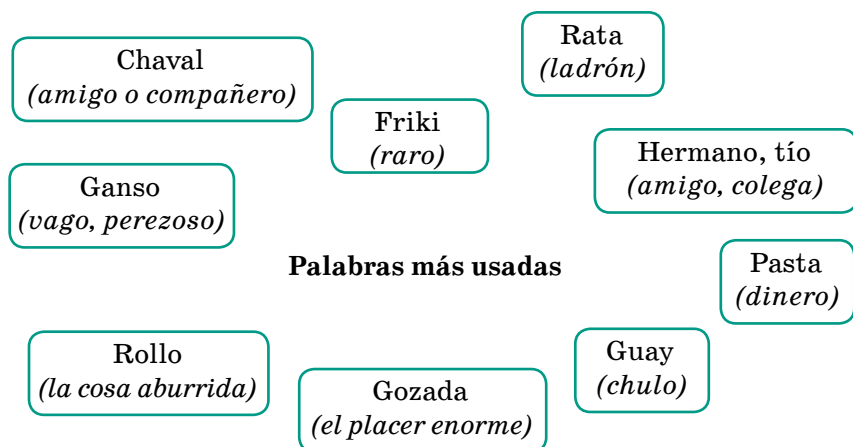 Chaval
(amigo o compañero)
Rata
(ladrón)
Friki
(raro)
Hermano, tío
(amigo, colega)
Ganso
(vago, perezoso)
Palabras más usadas
Pasta
(dinero)
Rollo
(la cosa aburrida)
Gozada
(el placer enorme)
Guay
(chulo)